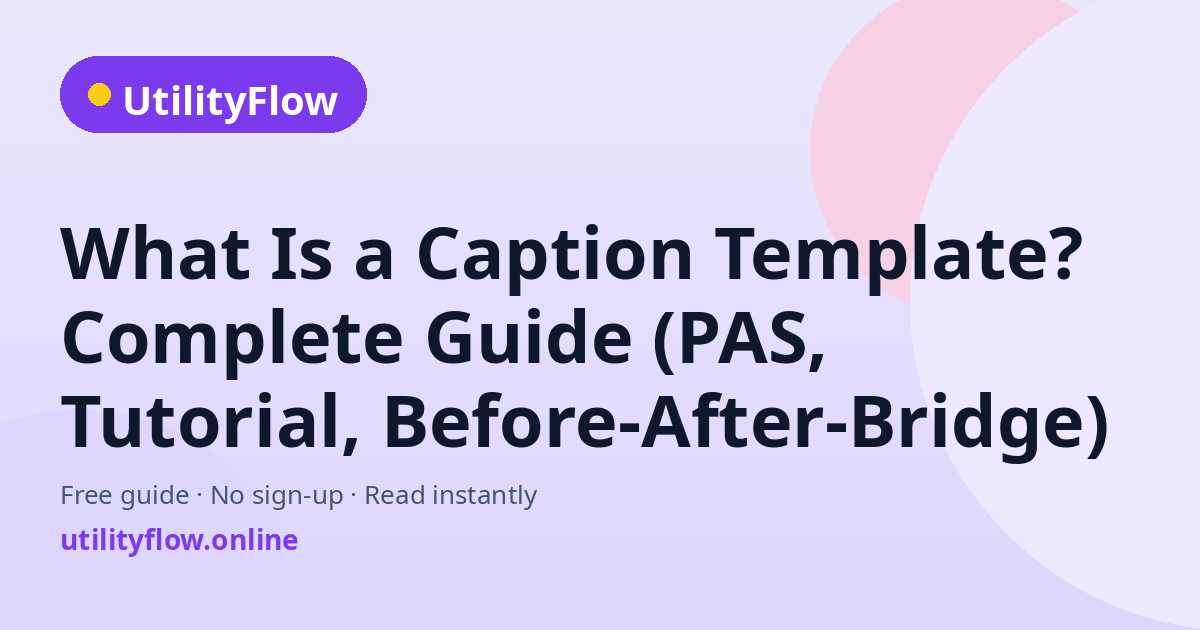 UtilityFlow
What Is a Caption Template?
Complete Guide (PAS,
Tutorial, Before-After-Bridge)
Free guide · No sign-up · Read instantly
utilityflow.online